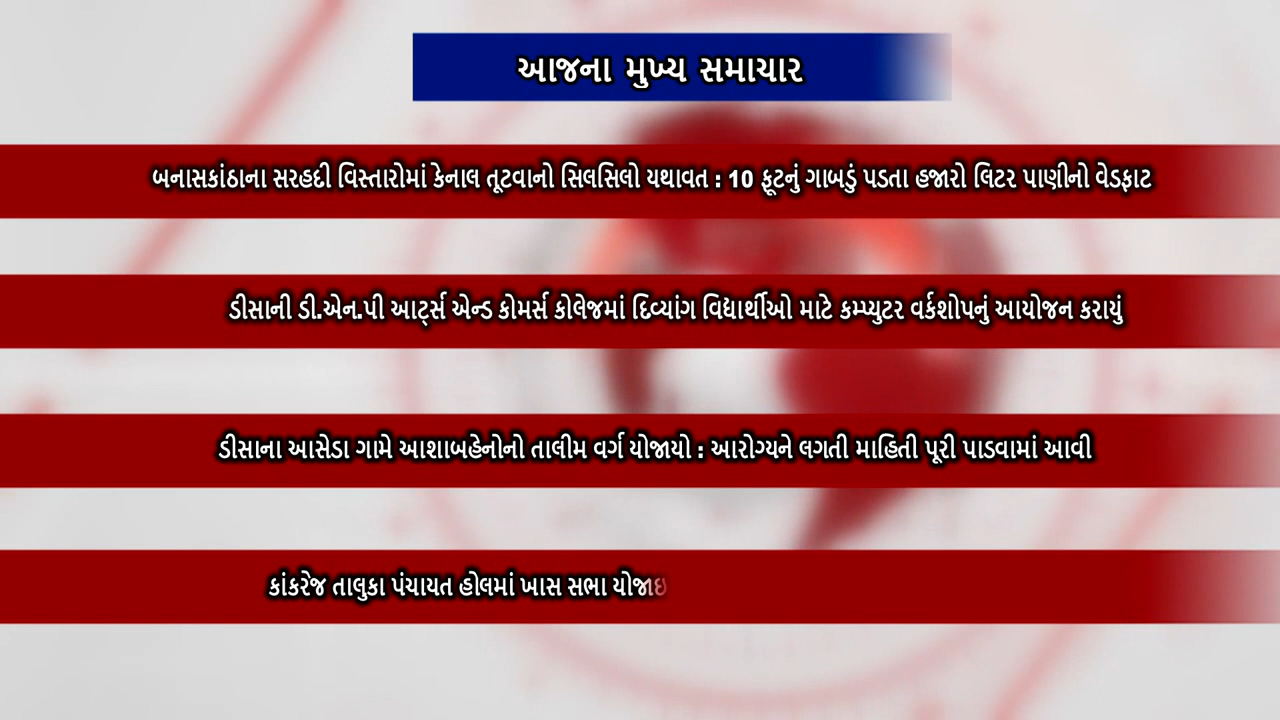 આજના મુખ્ય સમાચાર
બનાસકાંઠાના સરહદી વિસ્તારોમાં કેનાલ તૂટવાનો સિલસિલો યથાવત : 10 ફૂટનું ગાબડું પડતા હજારો લિટર પાણીનો વેડફાટ
ડીસાની ડી.એન.પી આર્ટ્સ એન્ડ કોમર્સ કોલેજમાં દિવ્યાંગ વિદ્યાર્થીઓ માટે કમ્પ્યુટર વર્કશોપનું આયોજન કરાયું
ડીસાના આસેડા ગામે આશાબહેનોનો તાલીમ વર્ગ યોજાયો : આરોગ્યને લગતી માહિતી પૂરી પાડવામાં આવી
કાંકરેજ તાલુકા પંચાયત હોલમાં ખાસ સભા યોજાઇ